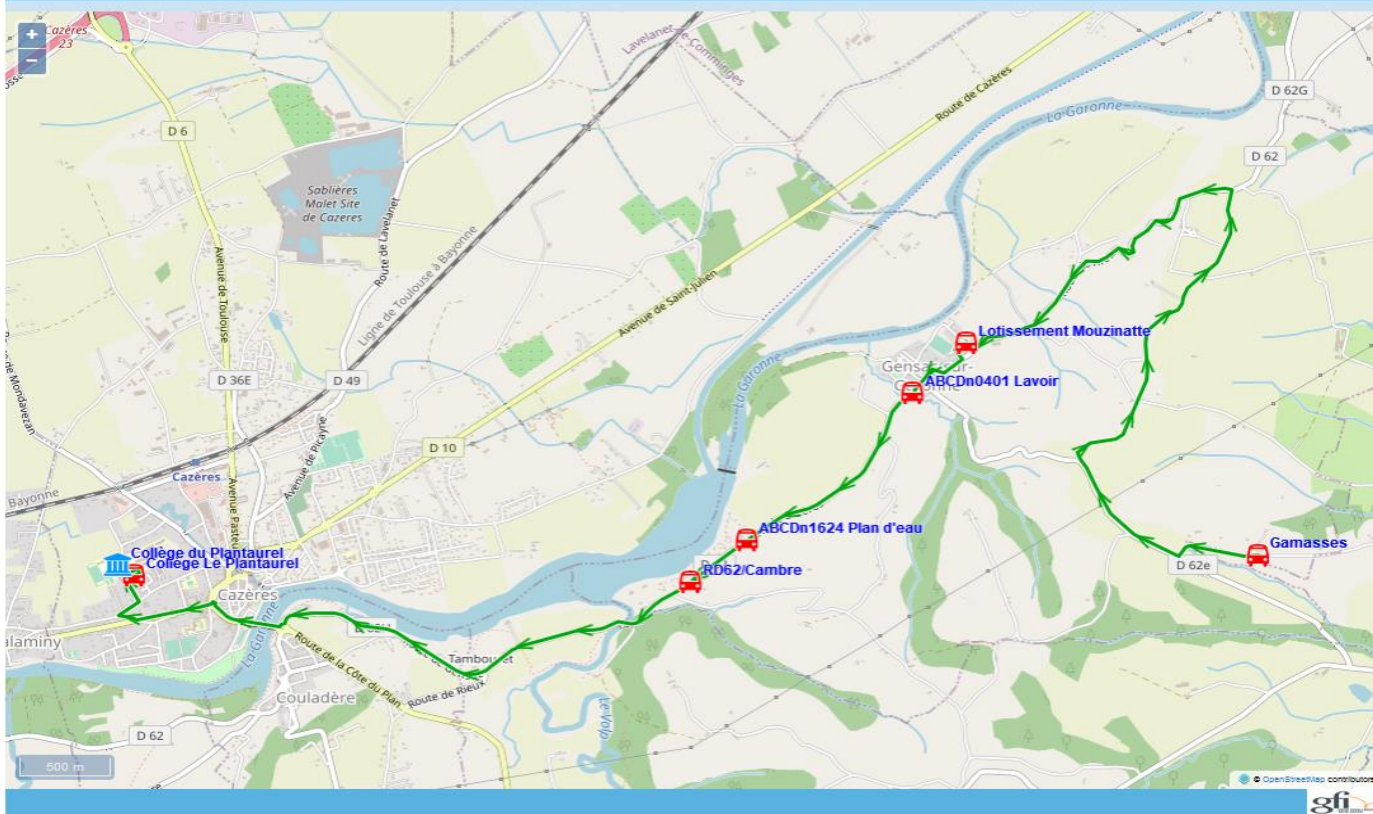 +
−
Cazères
23
Lavelanet-de-Comminges
Route de Cazères
La Garonne
D 62G
D 6
D 62
Sablières
Malet Site
de Cazeres
Route de Lavelanet
Avenue de Toulouse
Ligne de Toulouse à Bayonne
Avenue de Saint-Julien
Lotissement Mouzinatte
ABCDn0401 Lavoir
D 36E
D 49
La Garonne
Avenue de Picayne
D 10
Cazères
Bayonne
Avenue Pasteur
ABCDn1624 Plan d'eau
Gamasses
D 62e
RD62/Cambre
Collège du Plantaurel
Collège Le Plantaurel
Cazères
La Garonne
Tambouret
Route de la Côte du Plan
Route de Rieux
Couladère
Le Volp
D 62
500 m
© OpenStreetMap contributors
gfi